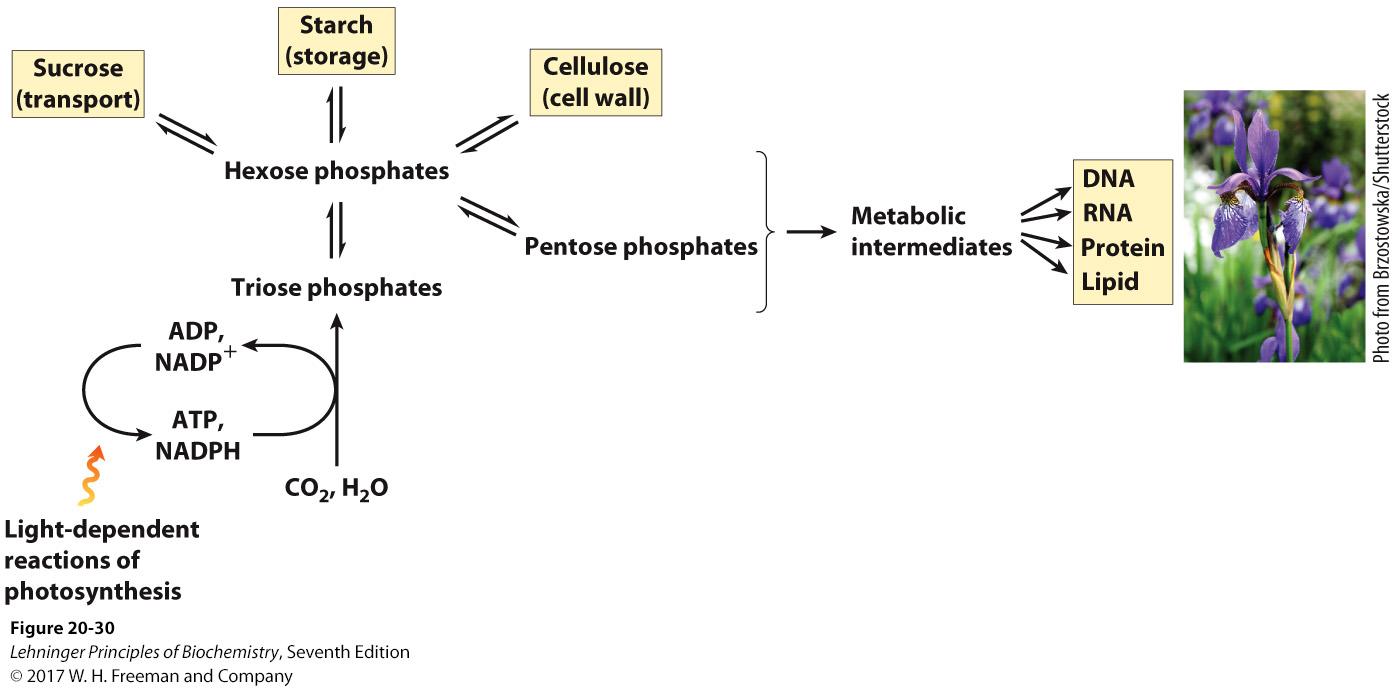 Starch
(storage)
Sucrose
(transport)
Cellulose
(cell wall)
Hexose phosphates
Pentose phosphates
Metabolic
intermediates
DNA
RNA
Protein
Lipid
Triose phosphates
ADP,
NADP⁺
ATP,
NADPH
CO₂, H₂O
Light-dependent
reactions of
photosynthesis
Photo from Brzostowska/Shutterstock
Figure 20-30
Lehninger Principles of Biochemistry, Seventh Edition
© 2017 W. H. Freeman and Company